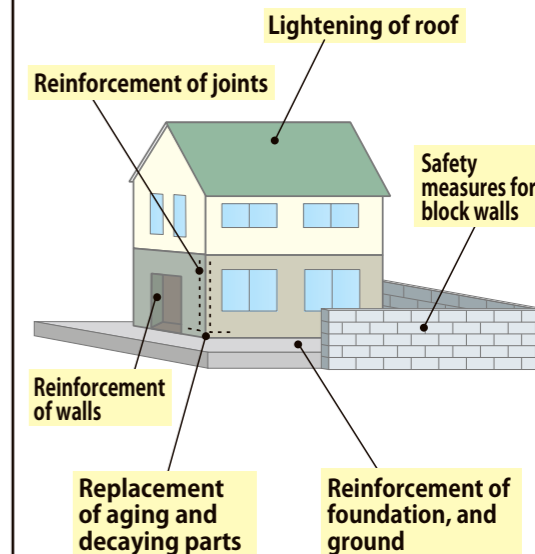 Lightening of roof
Reinforcement of joints
Safety
measures for
block walls
Reinforcement
of walls
Replacement
of aging and
decaying parts
Reinforcement of
foundation, and
ground